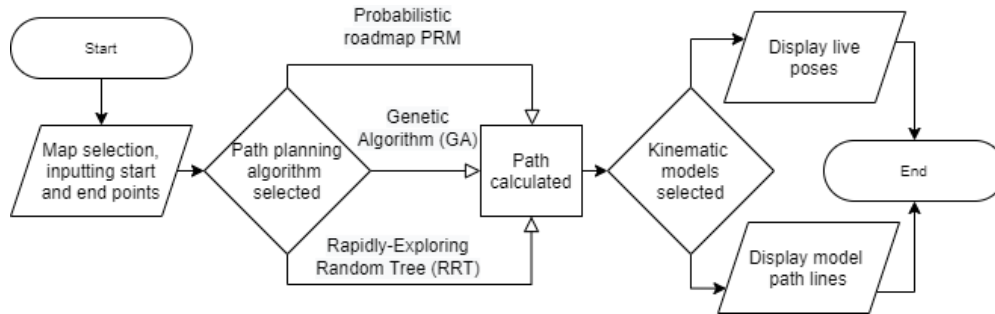 Start
Map selection,
inputting start
and end points
Path planning
algorithm
selected
Probabilistic
roadmap PRM
Genetic
Algorithm (GA)
Rapidly-Exploring
Random Tree (RRT)
Path
calculated
Kinematic
models
selected
Display live
poses
Display model
path lines
End